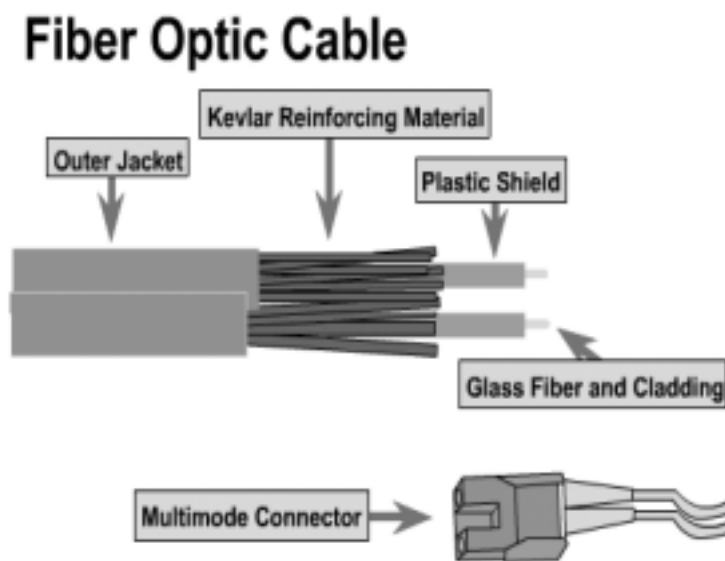 Fiber Optic Cable
Kevlar Reinforcing Material
Outer Jacket
Plastic Shield
Glass Fiber and Cladding
Multimode Connector